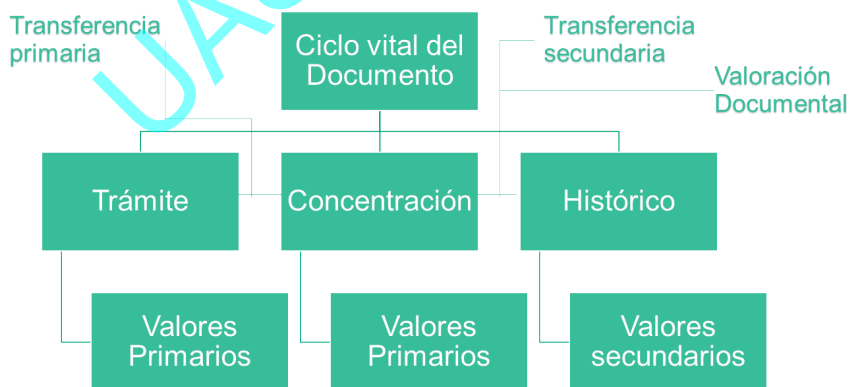 Transferencia
primaria
Ciclo vital del
Documento
Transferencia
secundaria
Valoración
Documental
Trámite
Concentración
Histórico
Valores
Primarios
Valores
Primarios
Valores
secundarios